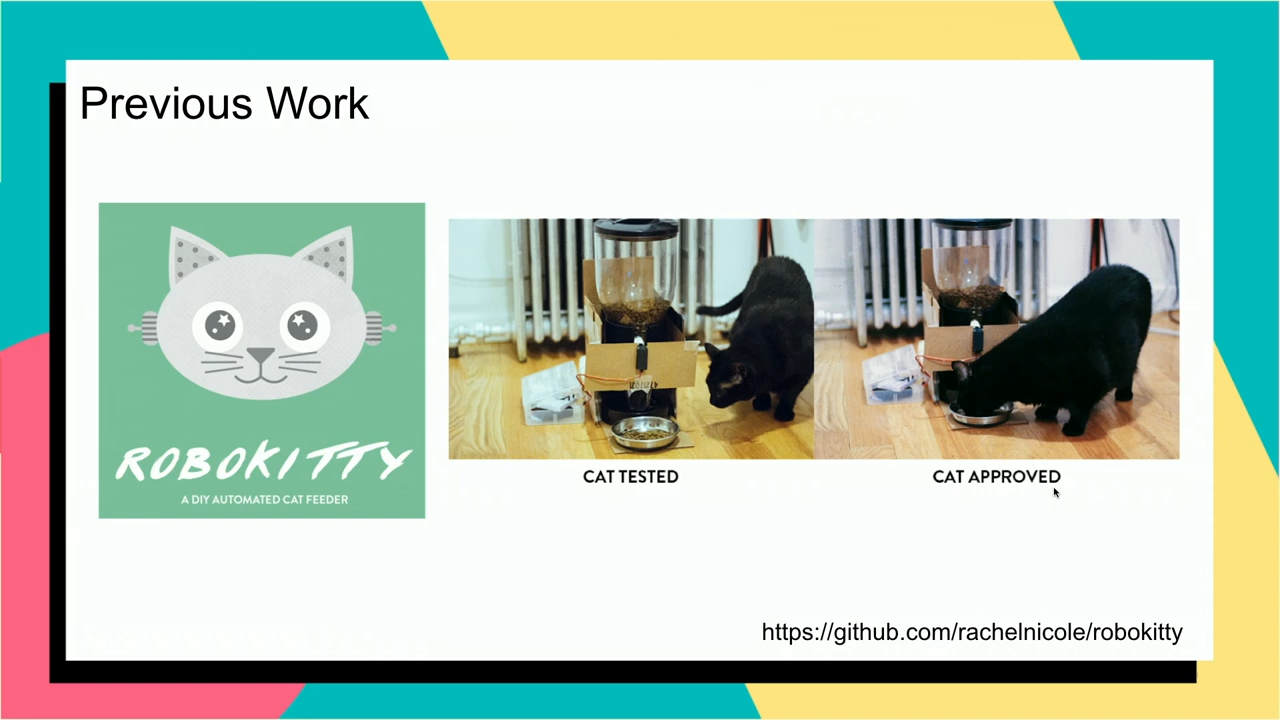 Previous Work
ROBOKITTY
A DIY AUTOMATED CAT FEEDER
CAT TESTED
CAT APPROVED
https://github.com/rachelnicole/robokitty